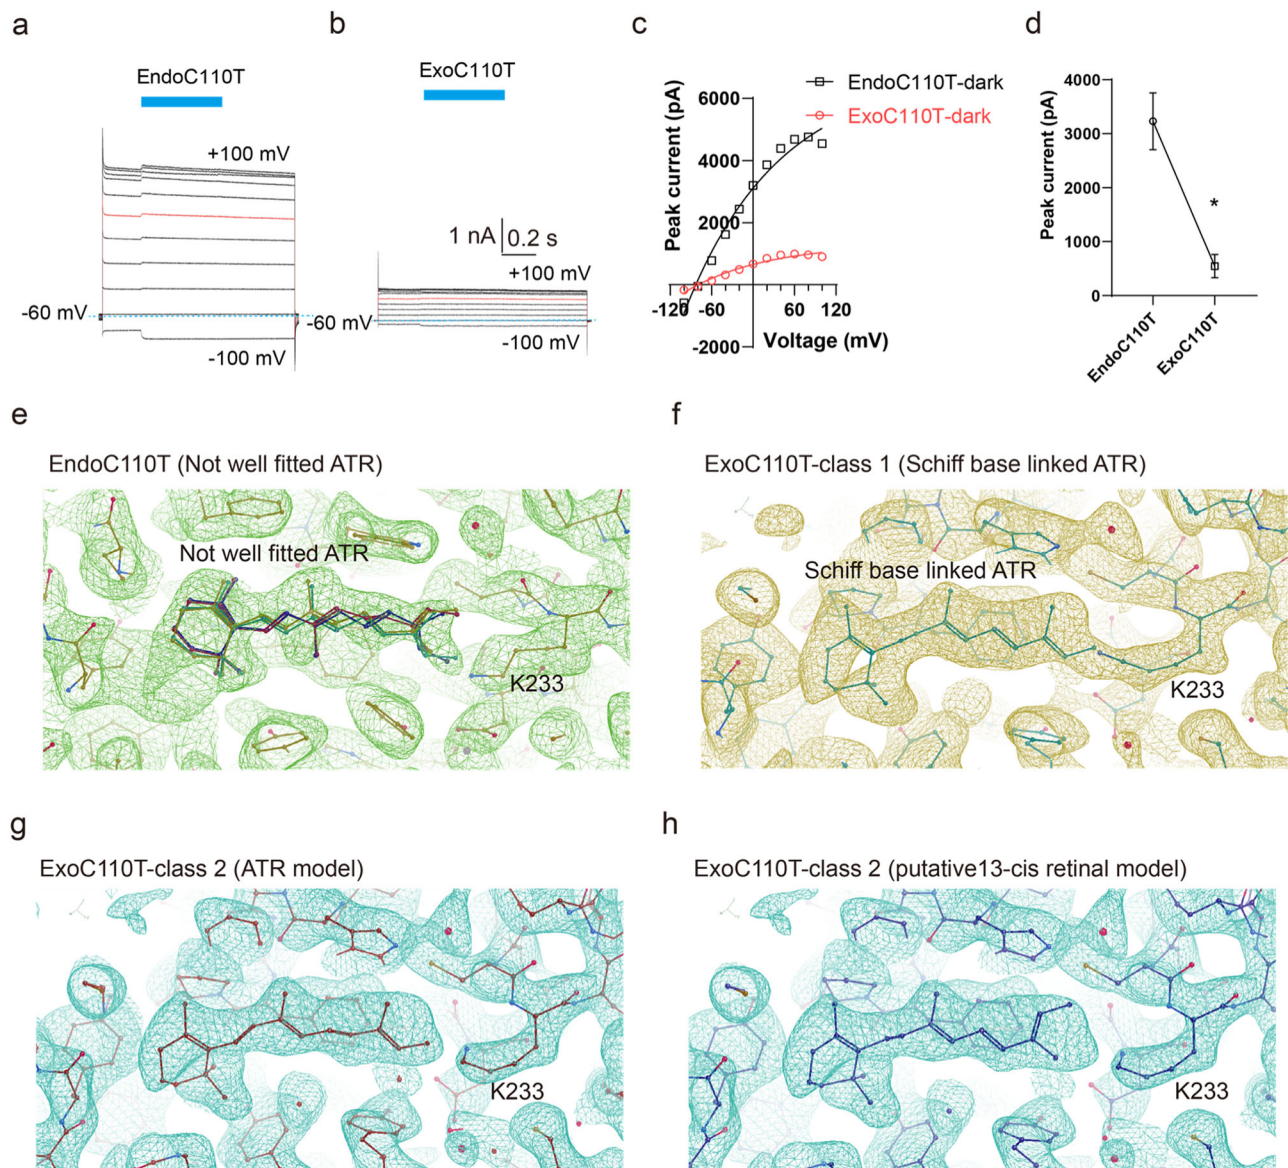 a
EndoC110T
+100 mV
-60 mV
-100 mV
b
ExoC110T
1 nA
0.2 s
+100 mV
-60 mV
-100 mV
c
EndoC110T-dark
ExoC110T-dark
Peak current (pA)
6000
4000
2000
-2000
-120
-60
60
120
Voltage (mV)
d
Peak current (pA)
4000
3000
2000
1000
0
*
EndoC110T
ExoC110T
e
EndoC110T (Not well fitted ATR)
Not well fitted ATR
K233
f
ExoC110T-class 1 (Schiff base linked ATR)
Schiff base linked ATR
K233
g
ExoC110T-class 2 (ATR model)
K233
h
ExoC110T-class 2 (putative13-cis retinal model)
K233